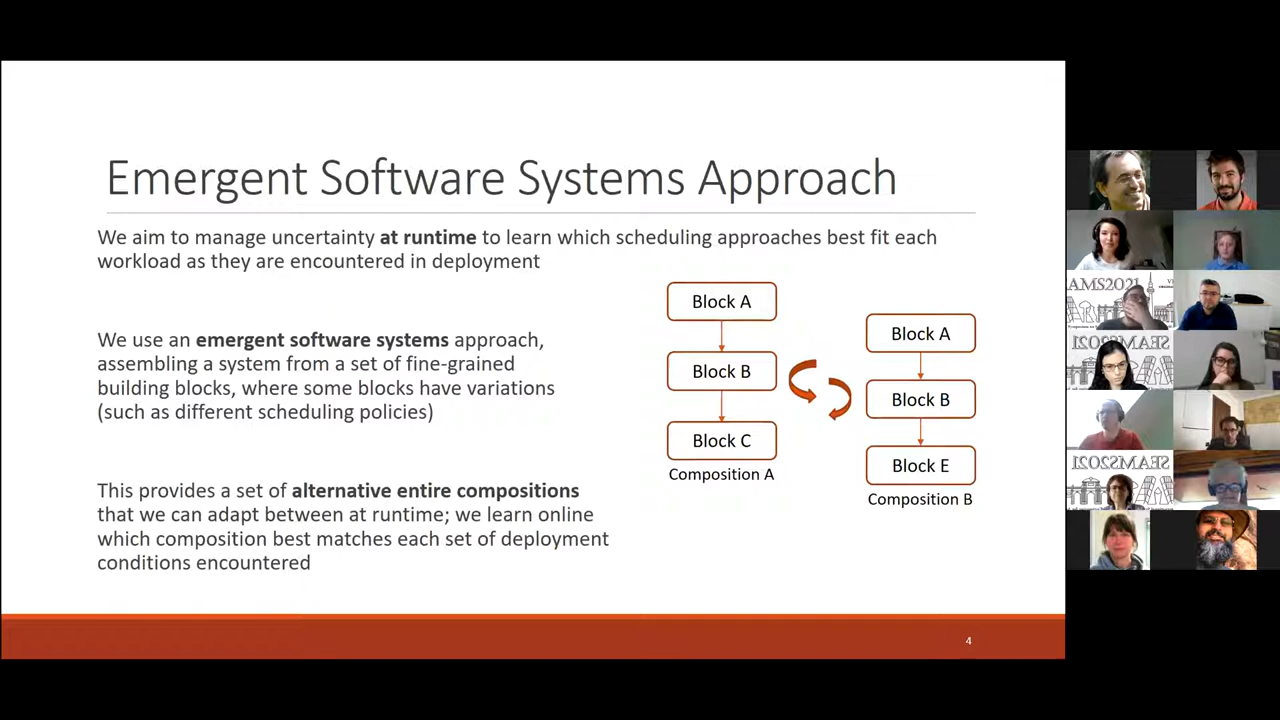 Emergent Software Systems Approach
We aim to manage uncertainty at runtime to learn which scheduling approaches best fit each
workload as they are encountered in deployment
We use an emergent software systems approach,
assembling a system from a set of fine-grained
building blocks, where some blocks have variations
(such as different scheduling policies)
This provides a set of alternative entire compositions
that we can adapt between at runtime; we learn online
which composition best matches each set of deployment
conditions encountered
Block A
Block B
Block C
Composition A
Block A
Block B
Block E
Composition B
4
SEAMS2021
SEAMS2021